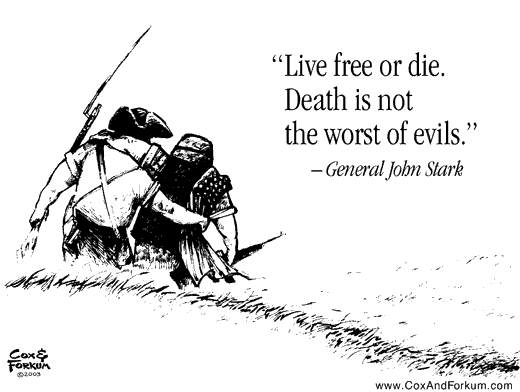 “Live free or die.
Death is not
the worst of evils.”
– General John Stark
Cox &
Forkum
©2003
www.CoxAndForkum.com